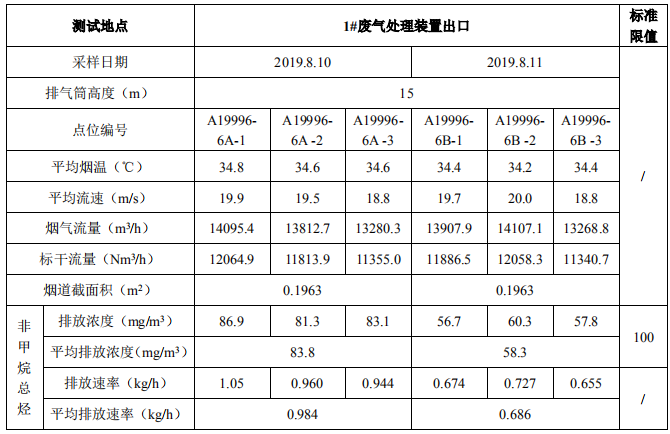 测试地点 1#废气处理装置出口 标准限值
采样日期 2019.8.10 2019.8.11 /
排气筒高度（m） 15
点位编号 A19996-6A-1 A19996-6A -2 A19996-6A -3 A19996-6B-1 A19996-6B -2 A19996-6B -3
平均烟温（℃） 34.8 34.6 34.6 34.4 34.2 34.4
平均流速（m/s） 19.9 19.5 18.8 19.7 20.0 18.8
烟气流量（m³/h） 14095.4 13812.7 13280.3 13907.9 14107.1 13268.8
标干流量（Nm³/h） 12064.9 11813.9 11355.0 11886.5 12058.3 11340.7
烟道截面积（m²） 0.1963 0.1963
非甲烷总烃 排放浓度（mg/m³） 86.9 81.3 83.1 56.7 60.3 57.8 100
平均排放浓度（mg/m³） 83.8 58.3
排放速率（kg/h） 1.05 0.960 0.944 0.674 0.727 0.655 /
平均排放速率（kg/h） 0.984 0.686